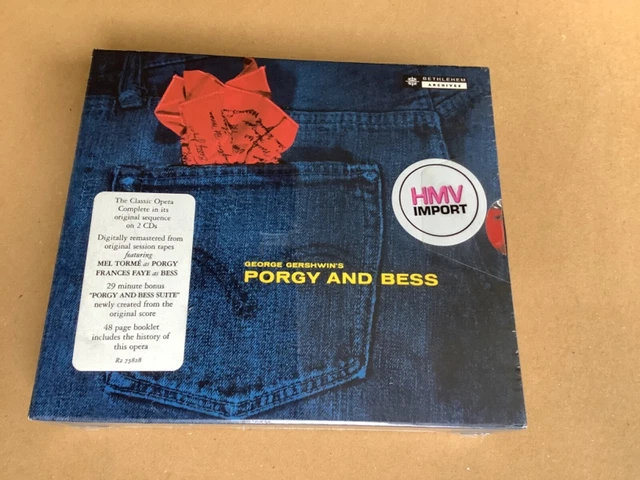 BETHLEHEM
ARCHIVES
HMV
IMPORT
The Classic Opera
Complete in its
original sequence
on 2 CDs
Digitally remastered from
original session tapes
featuring
MEL TORMÉ as PORGY
FRANCES FAYE as BESS
29 minute bonus
"PORGY AND BESS SUITE"
newly created from the
original score
48 page booklet
includes the history of
this opera
R2 75828
GEORGE GERSHWIN'S
PORGY AND BESS